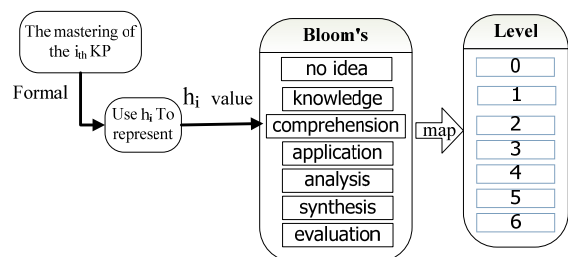 The mastering of
the ith KP
Formal
Use hi To
represent
hi value
Bloom's
no idea
knowledge
comprehension
application
analysis
synthesis
evaluation
map
Level
0
1
2
3
4
5
6